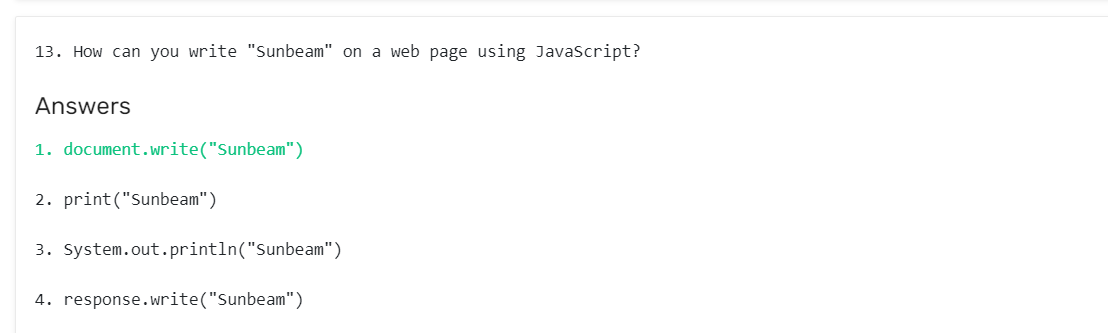 13. How can you write "Sunbeam" on a web page using JavaScript?
Answers
1. document.write("Sunbeam")
2. print("Sunbeam")
3. System.out.println("Sunbeam")
4. response.write("Sunbeam")